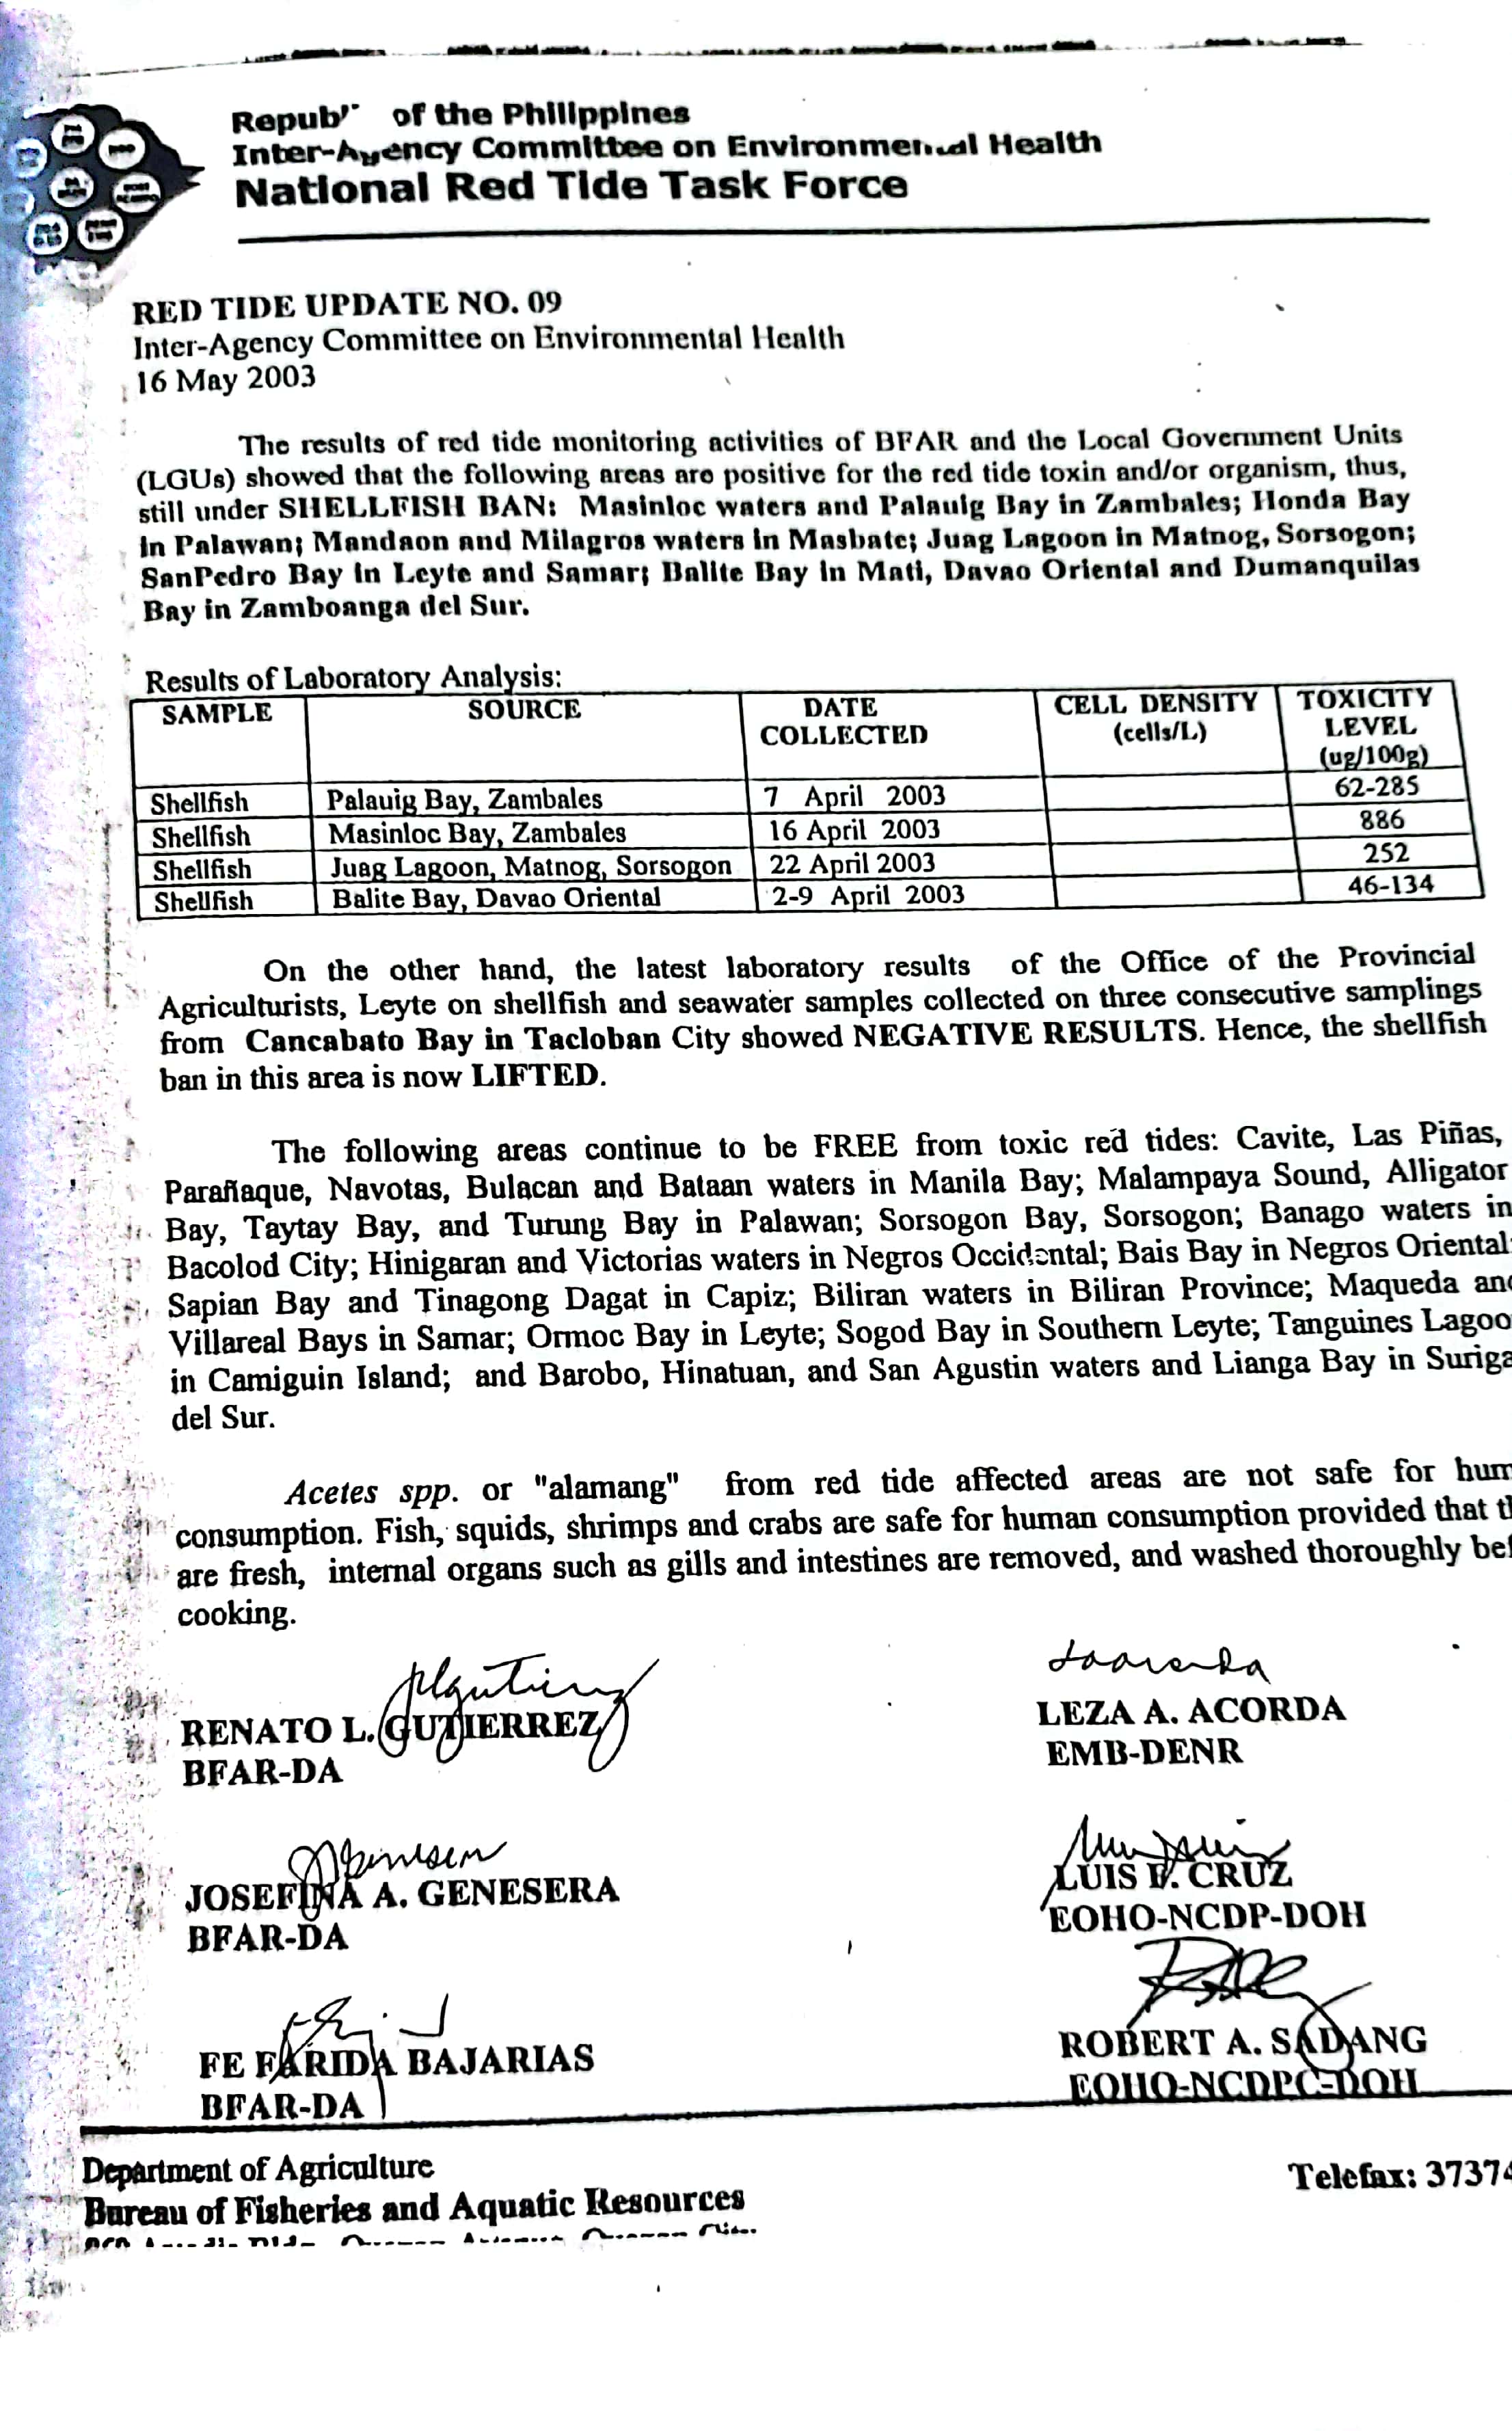 of the Philippines
Inter-Agency Committee on Environmental Health
National Red Tide Task Force
RED TIDE UPDATE NO. 09
Inter-Agency Committee on Environmental Health
16 May 2003
The results of red tide monitoring activities of BFAR and the Local Government Units
(LGUs) showed that the following areas are positive for the red tide toxin and/or organism, thus,
still under SHELLFISH BAN: Masinloc waters and Palauig Bay in Zambales; Honda Bay
in Palawan; Mandaon and Milagros waters in Masbate; Juag Lagoon in Matnog, Sorsogon;
SanPedro Bay in Leyte and Samar; Balite Bay in Mati, Davao Oriental and Dumanquilas
Bay in Zamboanga del Sur.
Results of Laboratory Analysis:
SAMPLE SOURCE DATE COLLECTED CELL DENSITY (cells/L) TOXICITY LEVEL (ug/100g)
Shellfish Palauig Bay, Zambales 7 April 2003 62-285
Shellfish Masinloc Bay, Zambales 16 April 2003 886
Shellfish Juag Lagoon, Matnog, Sorsogon 22 April 2003 252
Shellfish Balite Bay, Davao Oriental 2-9 April 2003 46-134
On the other hand, the latest laboratory results of the Office of the Provincial
Agriculturists, Leyte on shellfish and seawater samples collected on three consecutive samplings
from Cancabato Bay in Tacloban City showed NEGATIVE RESULTS. Hence, the shellfish
ban in this area is now LIFTED.
The following areas continue to be FREE from toxic red tides: Cavite, Las Piñas,
Parañaque, Navotas, Bulacan and Bataan waters in Manila Bay; Malampaya Sound, Alligator
Bay, Taytay Bay, and Turung Bay in Palawan; Sorsogon Bay, Sorsogon; Banago waters in
Bacolod City; Hinigaran and Victorias waters in Negros Occidental; Bais Bay in Negros Oriental;
Sapian Bay and Tinagong Dagat in Capiz; Biliran waters in Biliran Province; Maqueda and
Villareal Bays in Samar; Ormoc Bay in Leyte; Sogod Bay in Southern Leyte; Tanguines Lagoo
in Camiguin Island; and Barobo, Hinatuan, and San Agustin waters and Lianga Bay in Suriga
del Sur.
Acetes spp. or "alamang" from red tide affected areas are not safe for hum
consumption. Fish, squids, shrimps and crabs are safe for human consumption provided that th
are fresh, internal organs such as gills and intestines are removed, and washed thoroughly bef
cooking.
RENATO L. GUTIERREZ
BFAR-DA
LEZA A. ACORDA
EMB-DENR
JOSEFINA A. GENESERA
BFAR-DA
LUIS F. CRUZ
EOHO-NCDP-DOH
FE FARIDA BAJARIAS
BFAR-DA
ROBERT A. SADANG
EOHO-NCDPC-DOH
Department of Agriculture
Bureau of Fisheries and Aquatic Resources
Telefax: 37374